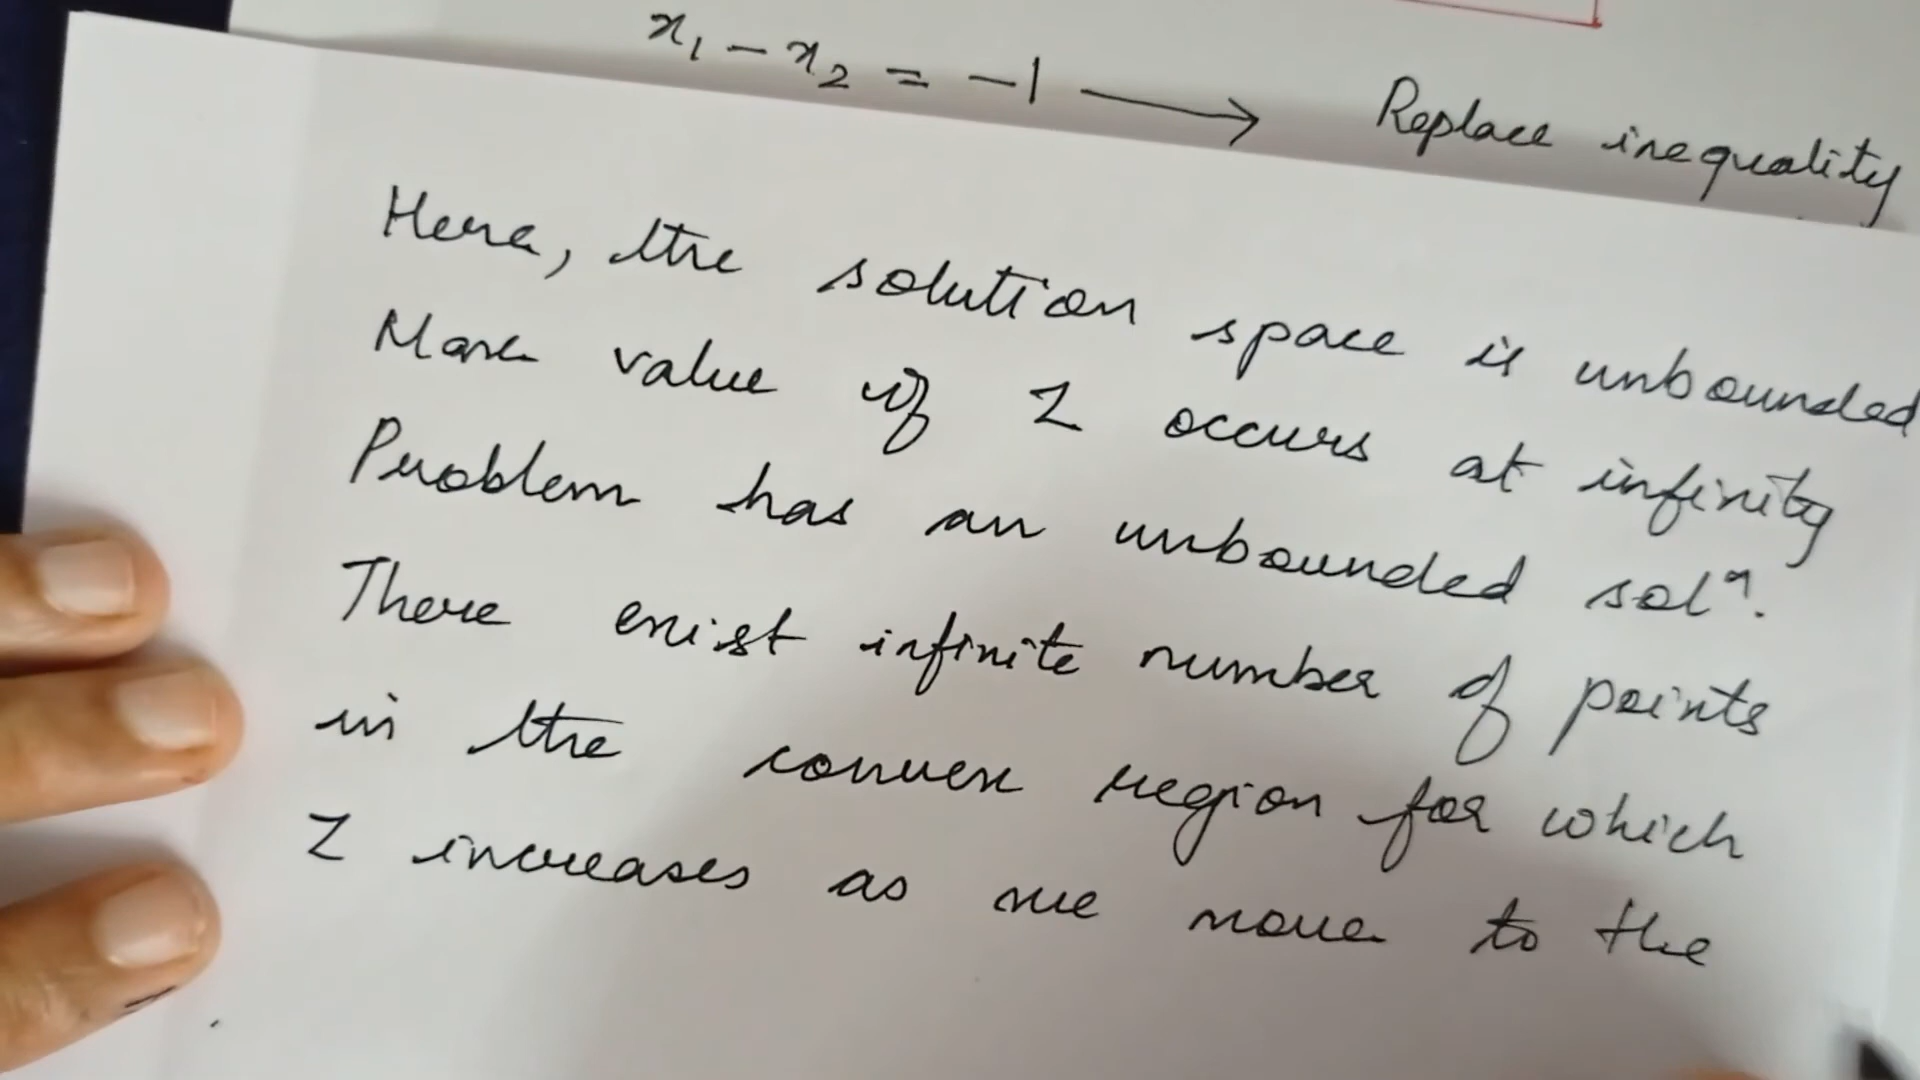 x₁ - x₂ = -1 → Replace inequality
Here, the solution space is unbounded
Max value of Z occurs at infinity
Problem has an unbounded solⁿ.
There exist infinite number of points
in the convex region for which
Z increases as we move to the